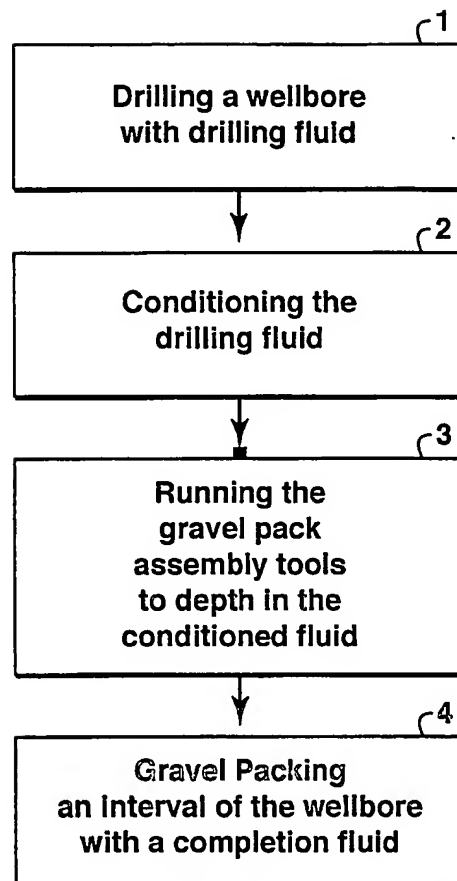 1
Drilling a wellbore
with drilling fluid
2
Conditioning the
drilling fluid
3
Running the
gravel pack
assembly tools
to depth in the
conditioned fluid
4
Gravel Packing
an interval of the wellbore
with a completion fluid